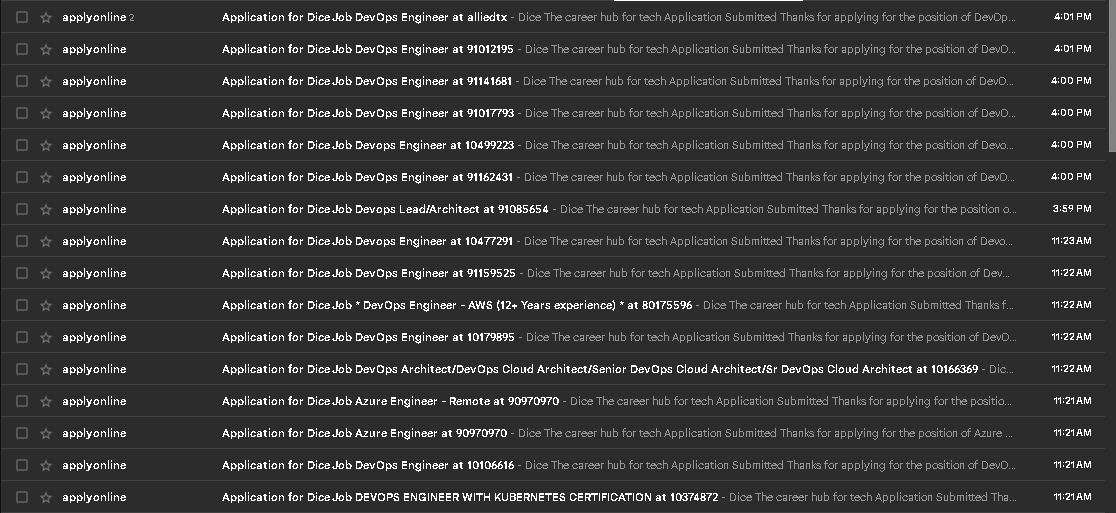 applyonline 2 Application for Dice Job DevOps Engineer at alliedtx - Dice The career hub for tech Application Submitted Thanks for applying for the position of DevOp... 4:01 PM
applyonline Application for Dice Job DevOps Engineer at 91012195 - Dice The career hub for tech Application Submitted Thanks for applying for the position of DevO... 4:01 PM
applyonline Application for Dice Job DevOps Engineer at 91141681 - Dice The career hub for tech Application Submitted Thanks for applying for the position of DevO... 4:00 PM
applyonline Application for Dice Job DevOps Engineer at 91017793 - Dice The career hub for tech Application Submitted Thanks for applying for the position of DevO... 4:00 PM
applyonline Application for Dice Job Devops Engineer at 10499223 - Dice The career hub for tech Application Submitted Thanks for applying for the position of Devo... 4:00 PM
applyonline Application for Dice Job DevOps Engineer at 91162431 - Dice The career hub for tech Application Submitted Thanks for applying for the position of DevO... 4:00 PM
applyonline Application for Dice Job Devops Lead/Architect at 91085654 - Dice The career hub for tech Application Submitted Thanks for applying for the position o... 3:59 PM
applyonline Application for Dice Job Devops Engineer at 10477291 - Dice The career hub for tech Application Submitted Thanks for applying for the position of Devo... 11:23 AM
applyonline Application for Dice Job DevOps Engineer at 91159525 - Dice The career hub for tech Application Submitted Thanks for applying for the position of Dev... 11:22 AM
applyonline Application for Dice Job * DevOps Engineer - AWS (12+ Years experience) * at 80175596 - Dice The career hub for tech Application Submitted Thanks f... 11:22 AM
applyonline Application for Dice Job DevOps Engineer at 10179895 - Dice The career hub for tech Application Submitted Thanks for applying for the position of DevO... 11:22 AM
applyonline Application for Dice Job DevOps Architect/DevOps Cloud Architect/Senior DevOps Cloud Architect/Sr DevOps Cloud Architect at 10166369 - Dic... 11:22 AM
applyonline Application for Dice Job Azure Engineer - Remote at 90970970 - Dice The career hub for tech Application Submitted Thanks for applying for the positio... 11:21 AM
applyonline Application for Dice Job Azure Engineer at 90970970 - Dice The career hub for tech Application Submitted Thanks for applying for the position of Azure ... 11:21 AM
applyonline Application for Dice Job DevOps Engineer at 10106616 - Dice The career hub for tech Application Submitted Thanks for applying for the position of DevO... 11:21 AM
applyonline Application for Dice Job DEVOPS ENGINEER WITH KUBERNETES CERTIFICATION at 10374872 - Dice The career hub for tech Application Submitted Tha... 11:21 AM